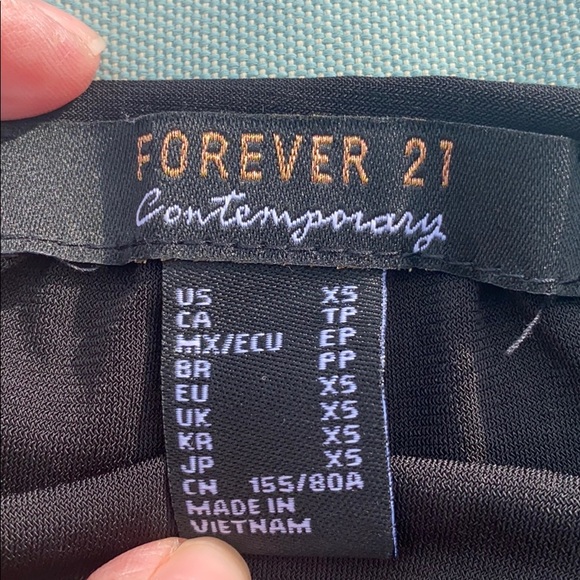 FOREVER 21
Contemporary
US XS
CA TP
MX/ECU EP
BR PP
EU XS
UK XS
KR XS
JP XS
CN 155/80A
MADE IN
VIETNAM